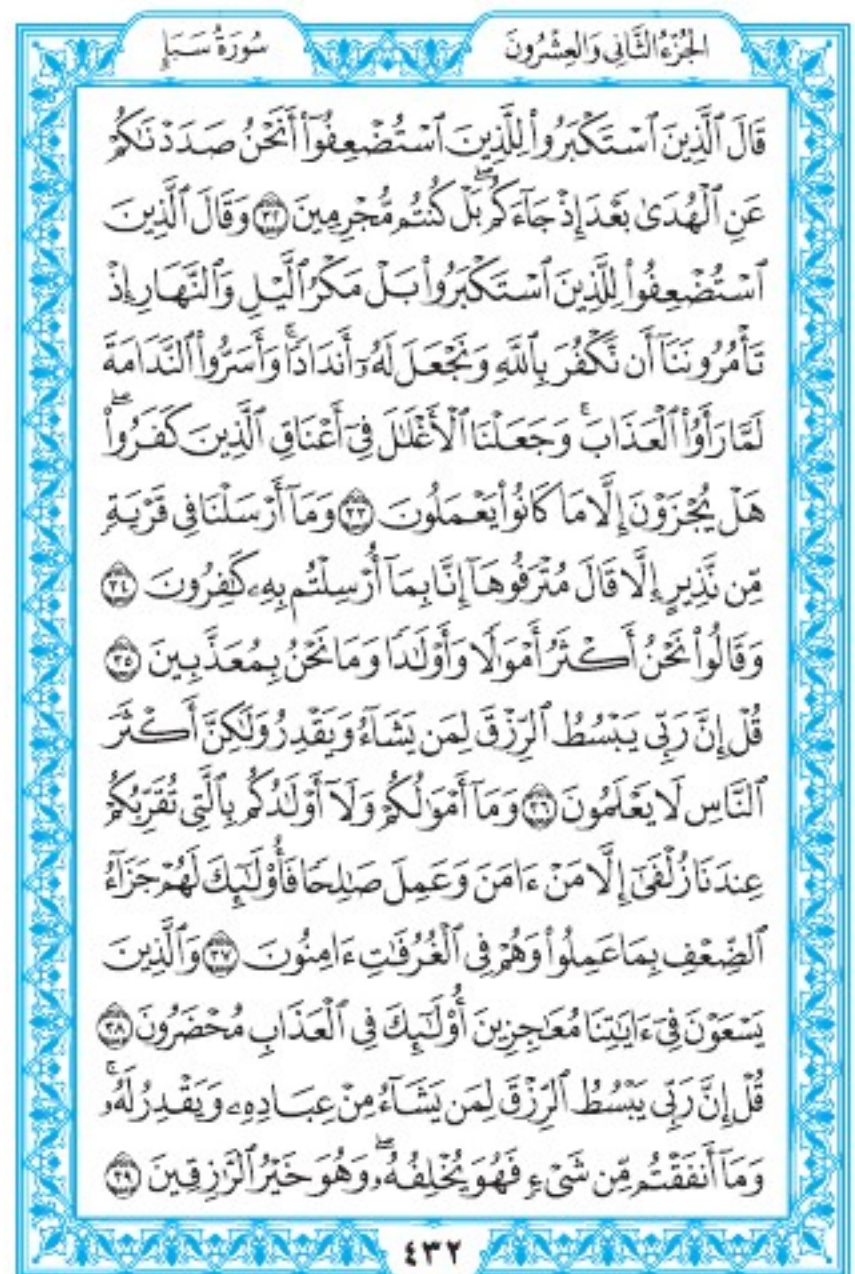 الجُزْءُ الثَّانِي وَالعِشْرُونَ سُورَةُ سَبَإٍ
قَالَ ٱلَّذِينَ ٱسْتَكْبَرُوا۟ لِلَّذِينَ ٱسْتُضْعِفُوٓا۟ أَنَحْنُ صَدَدْنَٰكُمْ
عَنِ ٱلْهُدَىٰ بَعْدَ إِذْ جَآءَكُم ۖ بَلْ كُنتُم مُّجْرِمِينَ ﴿٣٢﴾ وَقَالَ ٱلَّذِينَ
ٱسْتُضْعِفُوا۟ لِلَّذِينَ ٱسْتَكْبَرُوا۟ بَلْ مَكْرُ ٱلَّيْلِ وَٱلنَّهَارِ إِذْ
تَأْمُرُونَنَآ أَن نَّكْفُرَ بِٱللَّهِ وَنَجْعَلَ لَهُۥٓ أَندَادًا ۚ وَأَسَرُّوا۟ ٱلنَّدَامَةَ
لَمَّا رَأَوُا۟ ٱلْعَذَابَ ۚ وَجَعَلْنَا ٱلْأَغْلَٰلَ فِىٓ أَعْنَاقِ ٱلَّذِينَ كَفَرُوا۟ ۖ
هَلْ يُجْزَوْنَ إِلَّا مَا كَانُوا۟ يَعْمَلُونَ ﴿٣٣﴾ وَمَآ أَرْسَلْنَا فِى قَرْيَةٍ
مِّن نَّذِيرٍ إِلَّا قَالَ مُتْرَفُوهَآ إِنَّا بِمَآ أُرْسِلْتُم بِهِۦ كَٰفِرُونَ ﴿٣٤﴾
وَقَالُوا۟ نَحْنُ أَكْثَرُ أَمْوَٰلًا وَأَوْلَٰدًا وَمَا نَحْنُ بِمُعَذَّبِينَ ﴿٣٥﴾
قُلْ إِنَّ رَبِّى يَبْسُطُ ٱلرِّزْقَ لِمَن يَشَآءُ وَيَقْدِرُ وَلَٰكِنَّ أَكْثَرَ
ٱلنَّاسِ لَا يَعْلَمُونَ ﴿٣٦﴾ وَمَآ أَمْوَٰلُكُمْ وَلَآ أَوْلَٰدُكُم بِٱلَّتِى تُقَرِّبُكُمْ
عِندَنَا زُلْفَىٰٓ إِلَّا مَنْ ءَامَنَ وَعَمِلَ صَٰلِحًا فَأُو۟لَٰٓئِكَ لَهُمْ جَزَآءُ
ٱلضِّعْفِ بِمَا عَمِلُوا۟ وَهُمْ فِى ٱلْغُرُفَٰتِ ءَامِنُونَ ﴿٣٧﴾ وَٱلَّذِينَ
يَسْعَوْنَ فِىٓ ءَايَٰتِنَا مُعَٰجِزِينَ أُو۟لَٰٓئِكَ فِى ٱلْعَذَابِ مُحْضَرُونَ ﴿٣٨﴾
قُلْ إِنَّ رَبِّى يَبْسُطُ ٱلرِّزْقَ لِمَن يَشَآءُ مِنْ عِبَادِهِۦ وَيَقْدِرُ لَهُۥ ۚ
وَمَآ أَنفَقْتُم مِّن شَىْءٍ فَهُوَ يُخْلِفُهُۥ ۖ وَهُوَ خَيْرُ ٱلرَّٰزِقِينَ ﴿٣٩﴾
٤٣٢